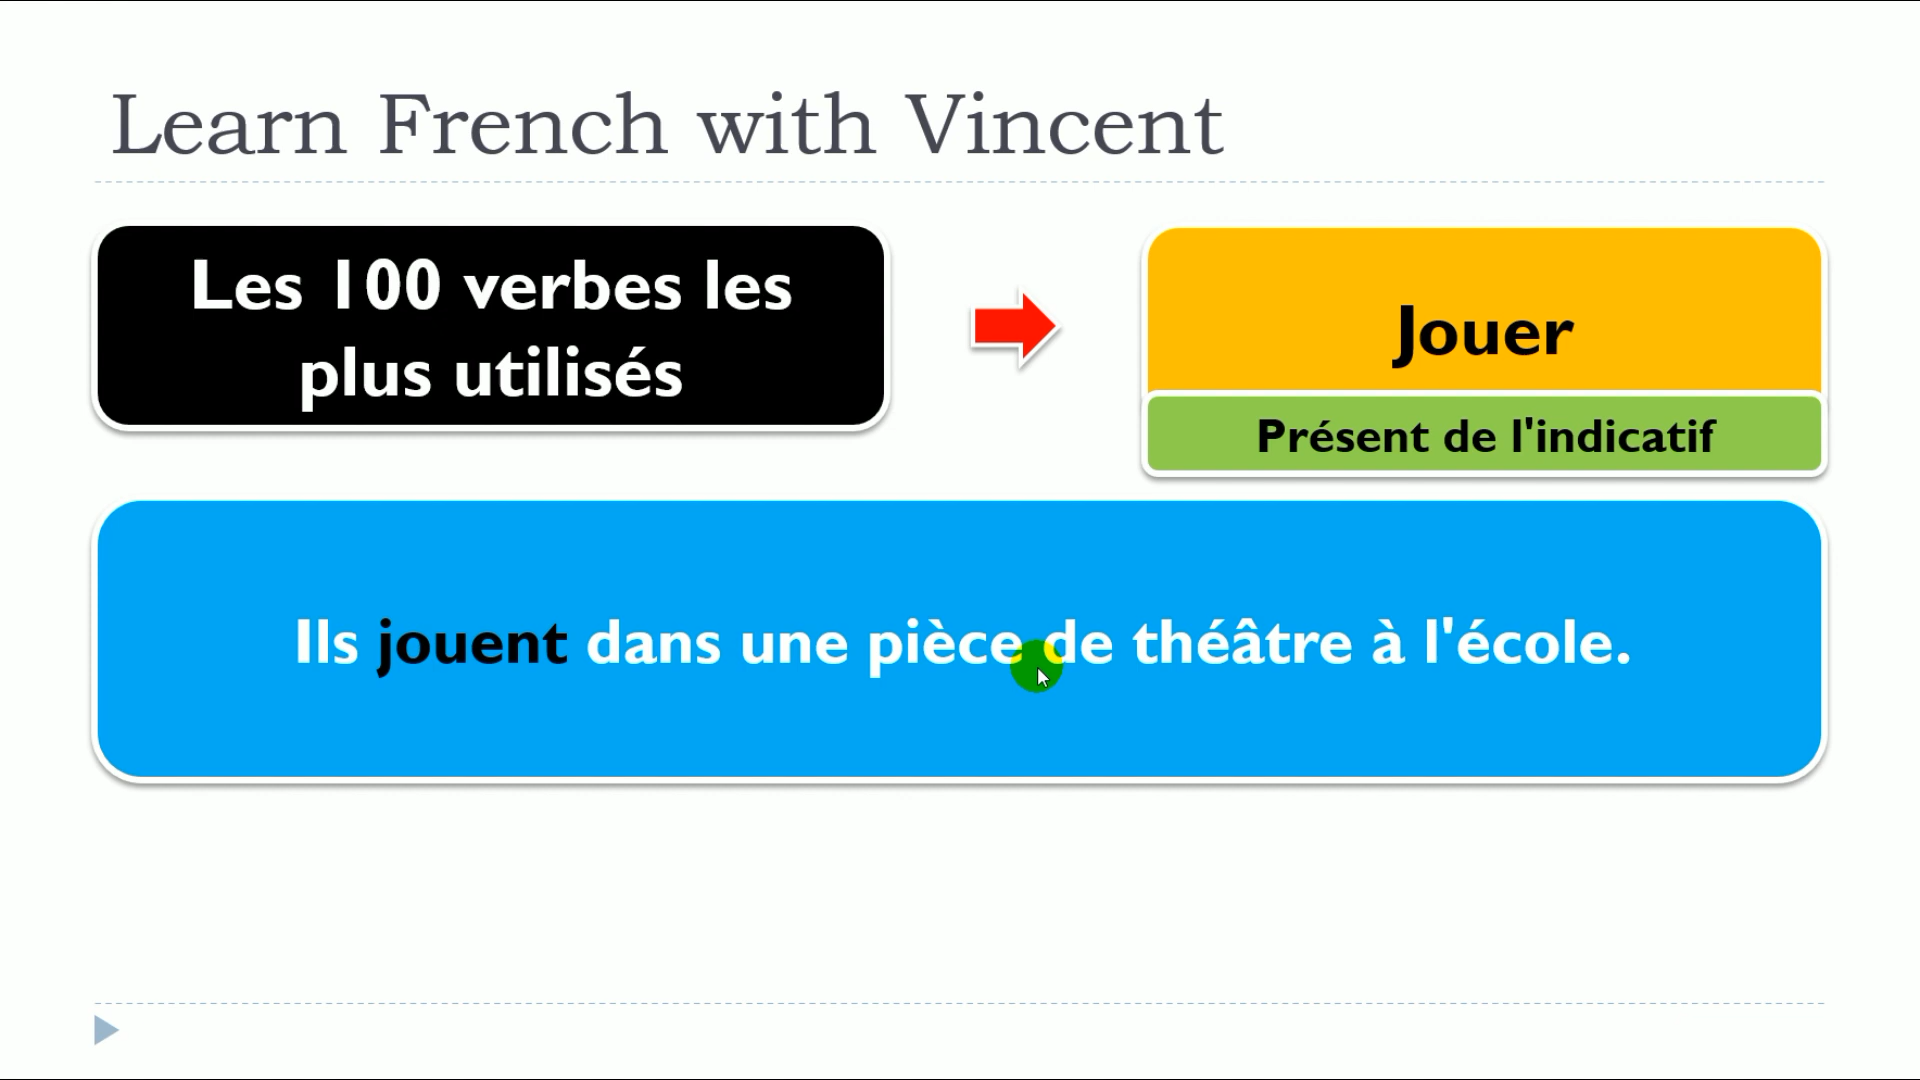 Learn French with Vincent
Les 100 verbes les
plus utilisés
Jouer
Présent de l'indicatif
Ils jouent dans une pièce de théâtre à l'école.